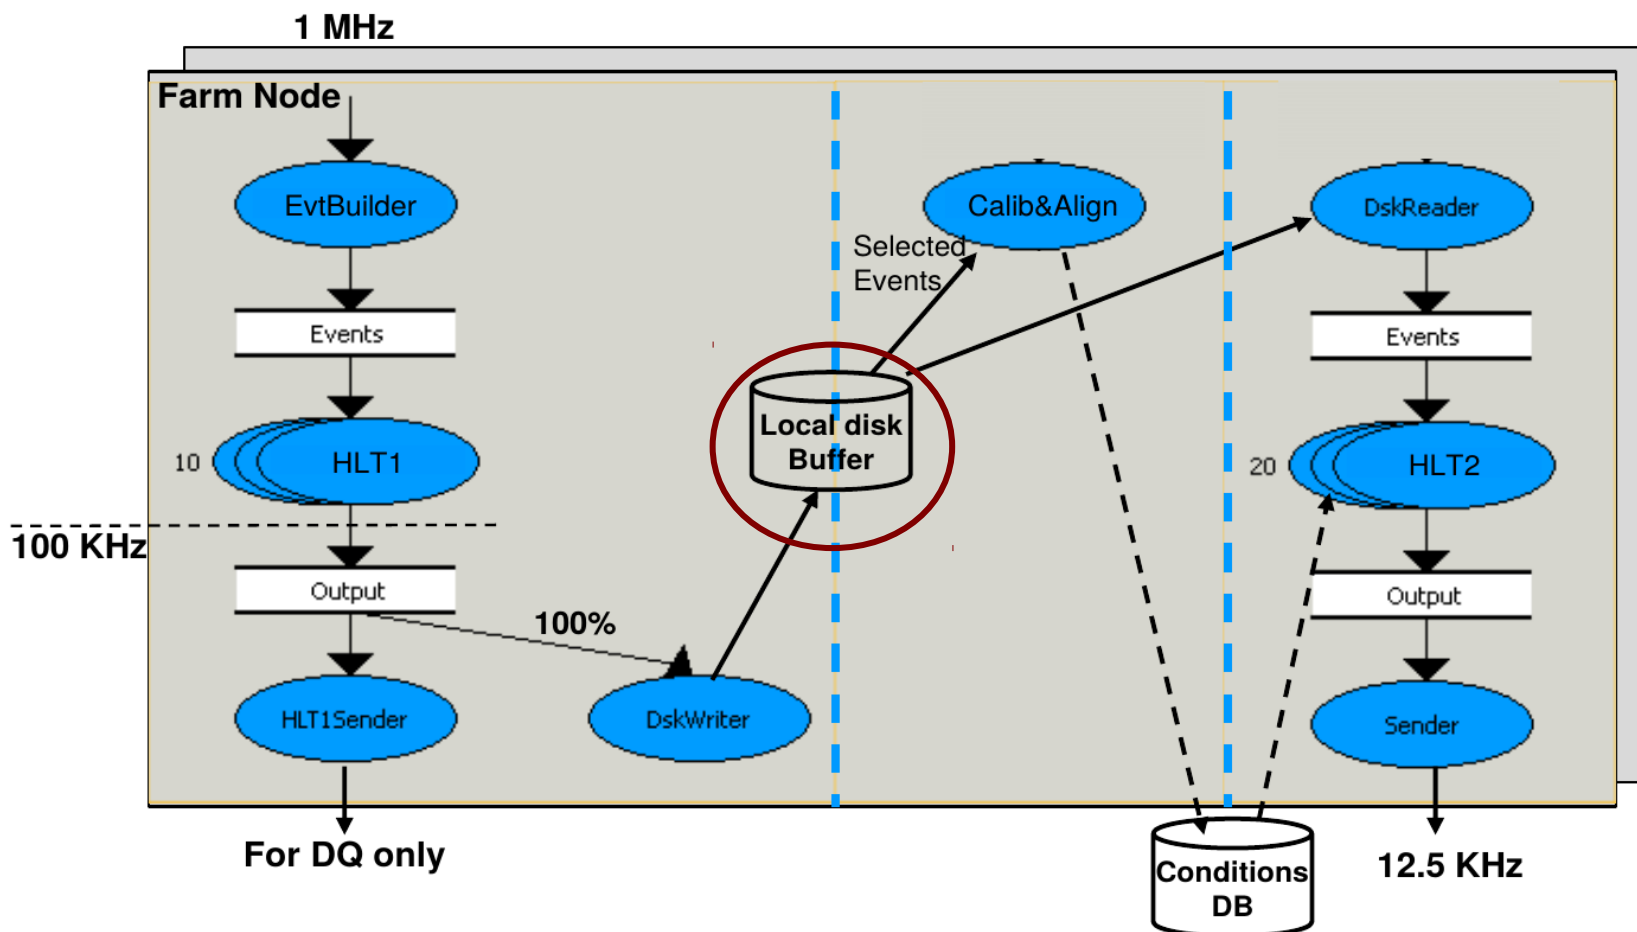 1 MHz
Farm Node
EvtBuilder
Events
10
HLT1
100 KHz
Output
100%
HLT1Sender
DskWriter
For DQ only
Local disk
Buffer
Selected
Events
Calib&Align
Conditions
DB
DskReader
Events
20
HLT2
Output
Sender
12.5 KHz